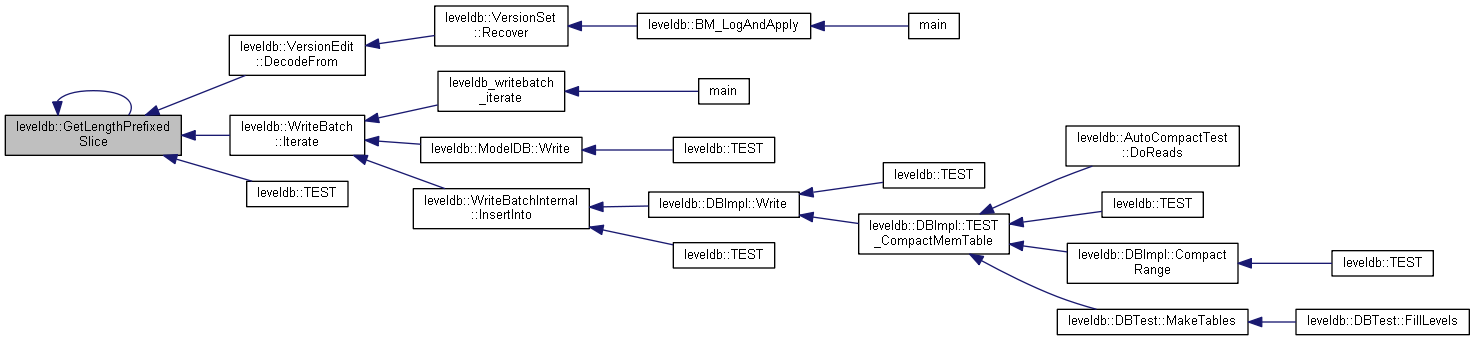 leveldb::VersionSet
::Recover
leveldb::BM_LogAndApply
main
leveldb::VersionEdit
::DecodeFrom
leveldb_writebatch
_iterate
main
leveldb::GetLengthPrefixed
Slice
leveldb::WriteBatch
::Iterate
leveldb::ModelDB::Write
leveldb::TEST
leveldb::AutoCompactTest
::DoReads
leveldb::TEST
leveldb::WriteBatchInternal
::InsertInto
leveldb::DBImpl::Write
leveldb::TEST
leveldb::TEST
leveldb::DBImpl::TEST
_CompactMemTable
leveldb::TEST
leveldb::DBImpl::Compact
Range
leveldb::TEST
leveldb::DBTest::MakeTables
leveldb::DBTest::FillLevels